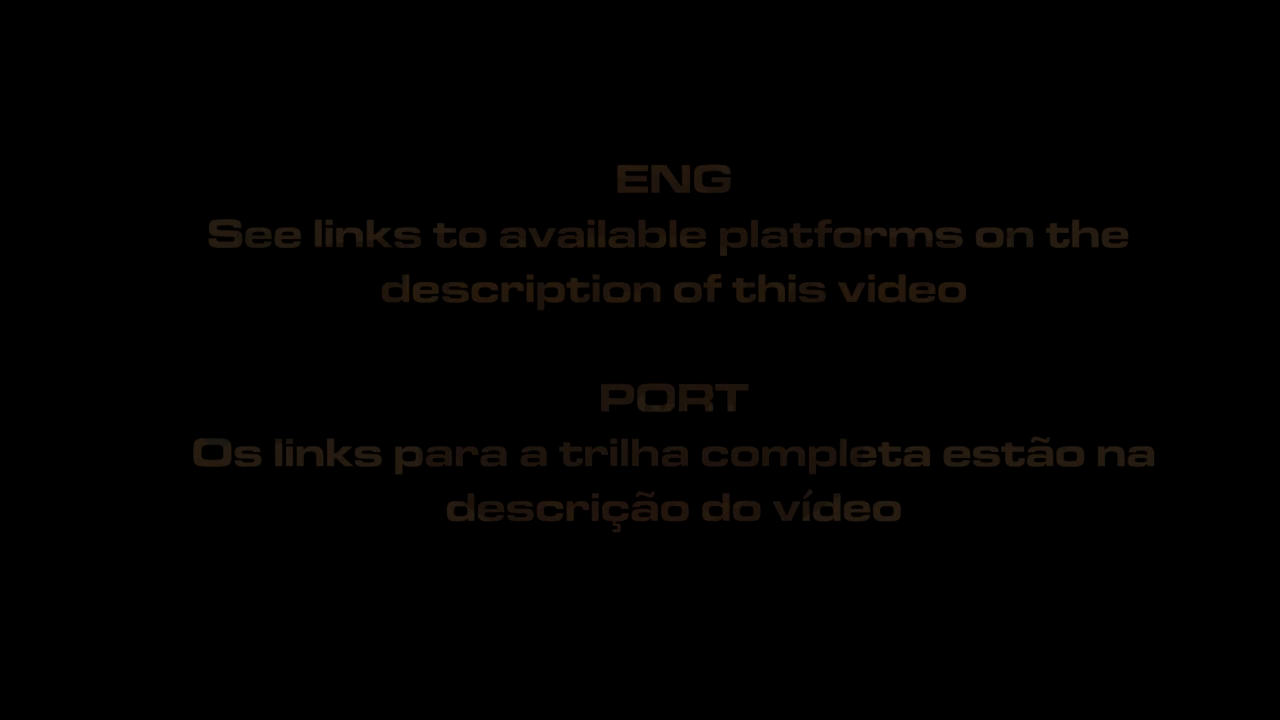 ENG
See links to available platforms on the
description of this video
PORT
Os links para a trilha completa estão na
descrição do vídeo